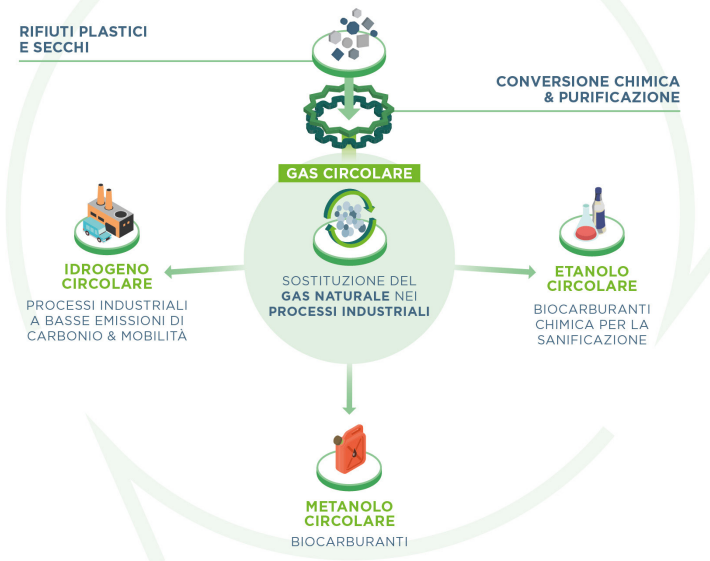 RIFIUTI PLASTICI
E SECCHI
CONVERSIONE CHIMICA
& PURIFICAZIONE
GAS CIRCOLARE
SOSTITUZIONE DEL
GAS NATURALE NEI
PROCESSI INDUSTRIALI
IDROGENO
CIRCOLARE
PROCESSI INDUSTRIALI
A BASSE EMISSIONI DI
CARBONIO & MOBILITÀ
ETANOLO
CIRCOLARE
BIOCARBURANTI
CHIMICA PER LA
SANIFICAZIONE
METANOLO
CIRCOLARE
BIOCARBURANTI